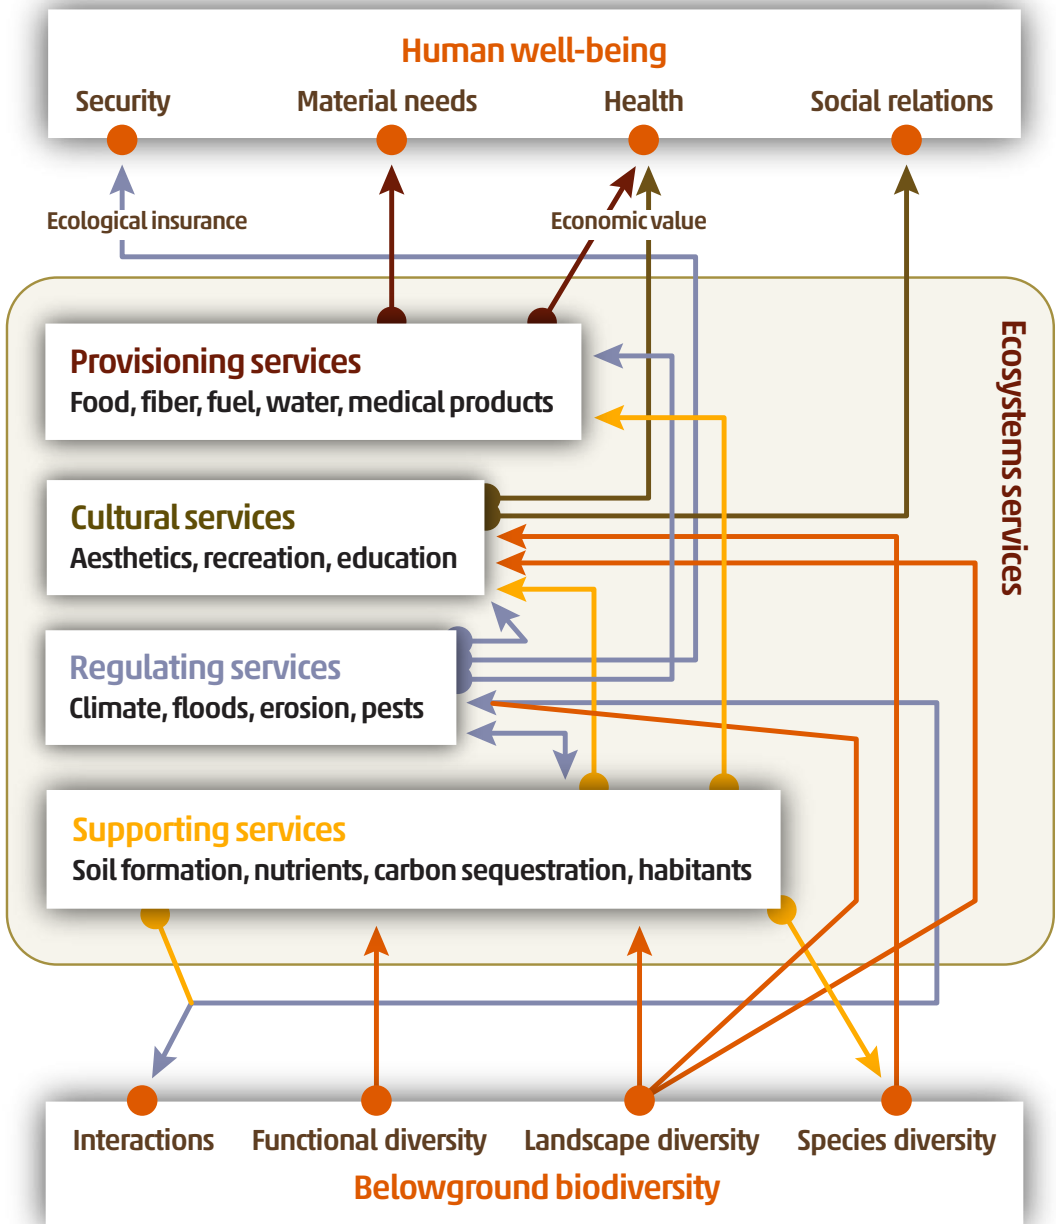 Human well-being
Security
Material needs
Health
Social relations
Ecological insurance
Economic value
Ecosystems services
Provisioning services
Food, fiber, fuel, water, medical products
Cultural services
Aesthetics, recreation, education
Regulating services
Climate, floods, erosion, pests
Supporting services
Soil formation, nutrients, carbon sequestration, habitants
Interactions
Functional diversity
Landscape diversity
Species diversity
Belowground biodiversity